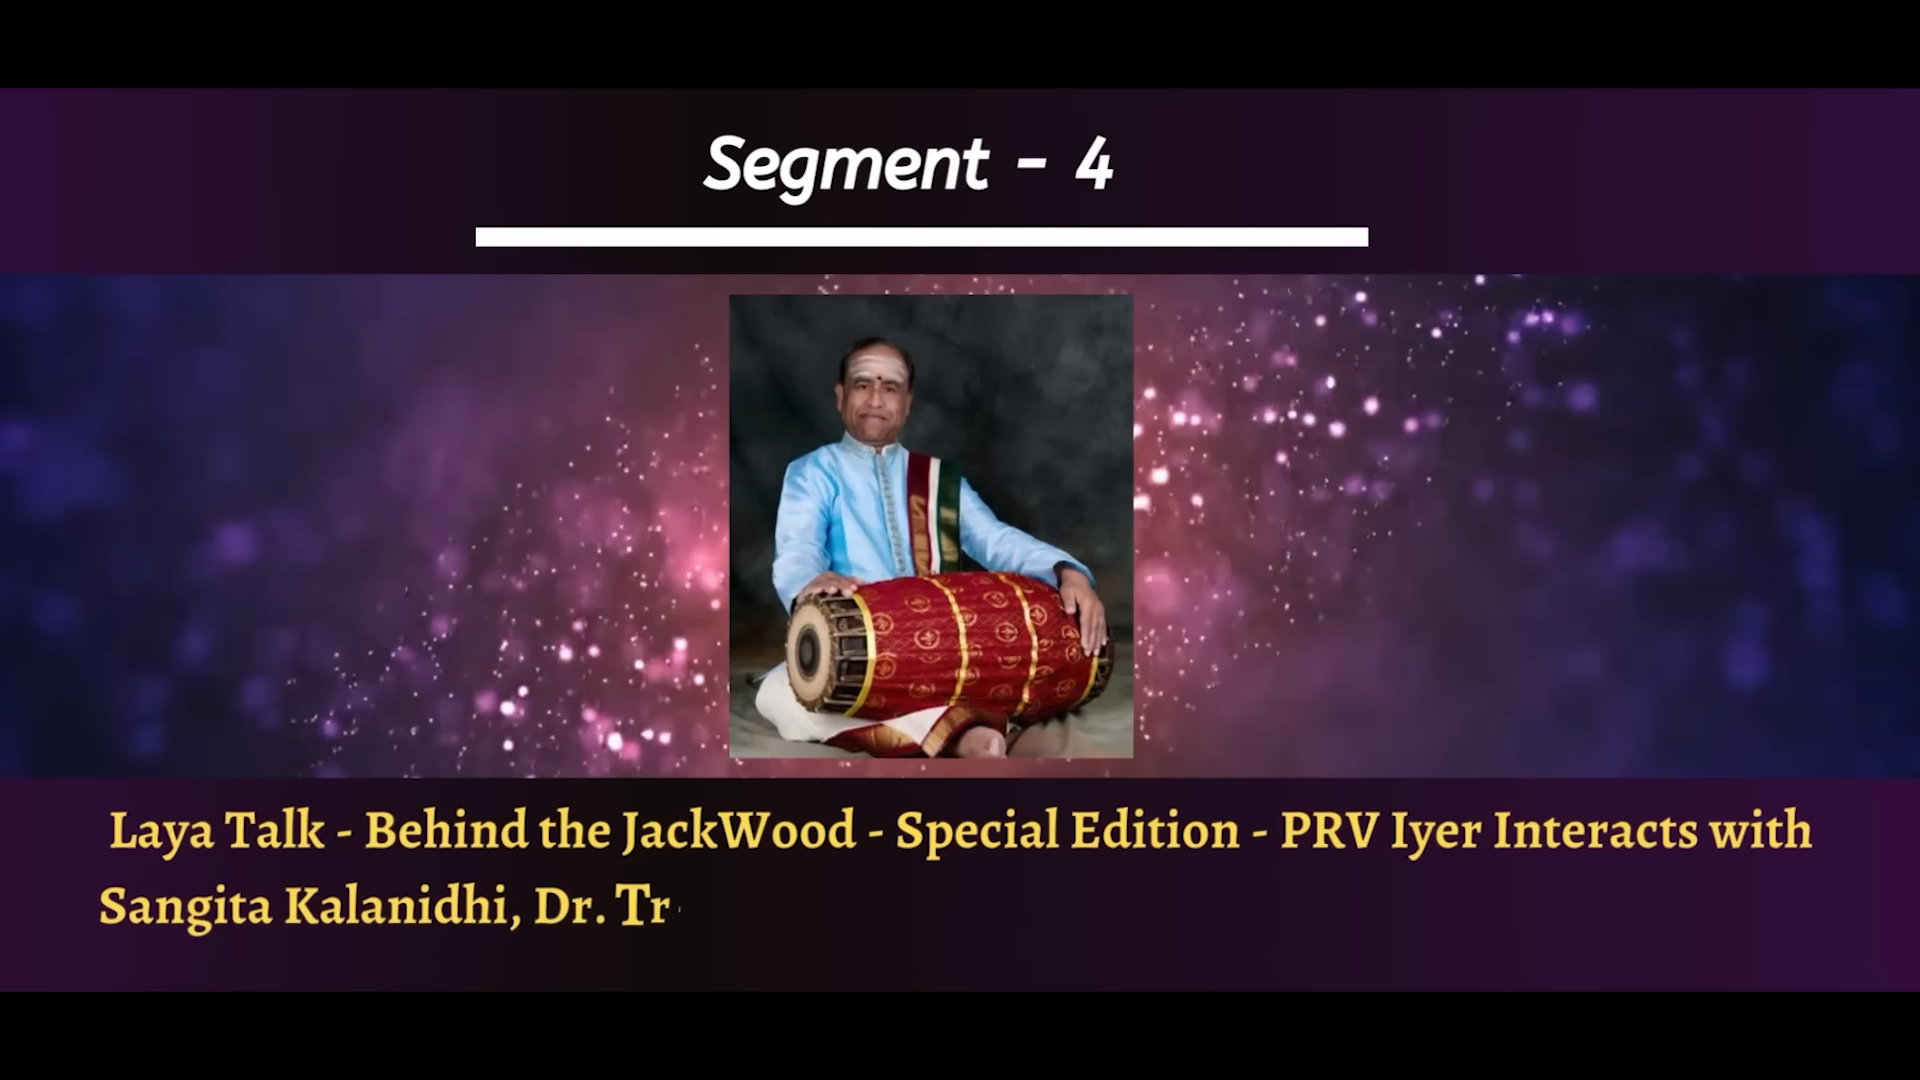 Segment - 4
Laya Talk - Behind the JackWood - Special Edition - PRV Iyer Interacts with
Sangita Kalanidhi, Dr. Tr